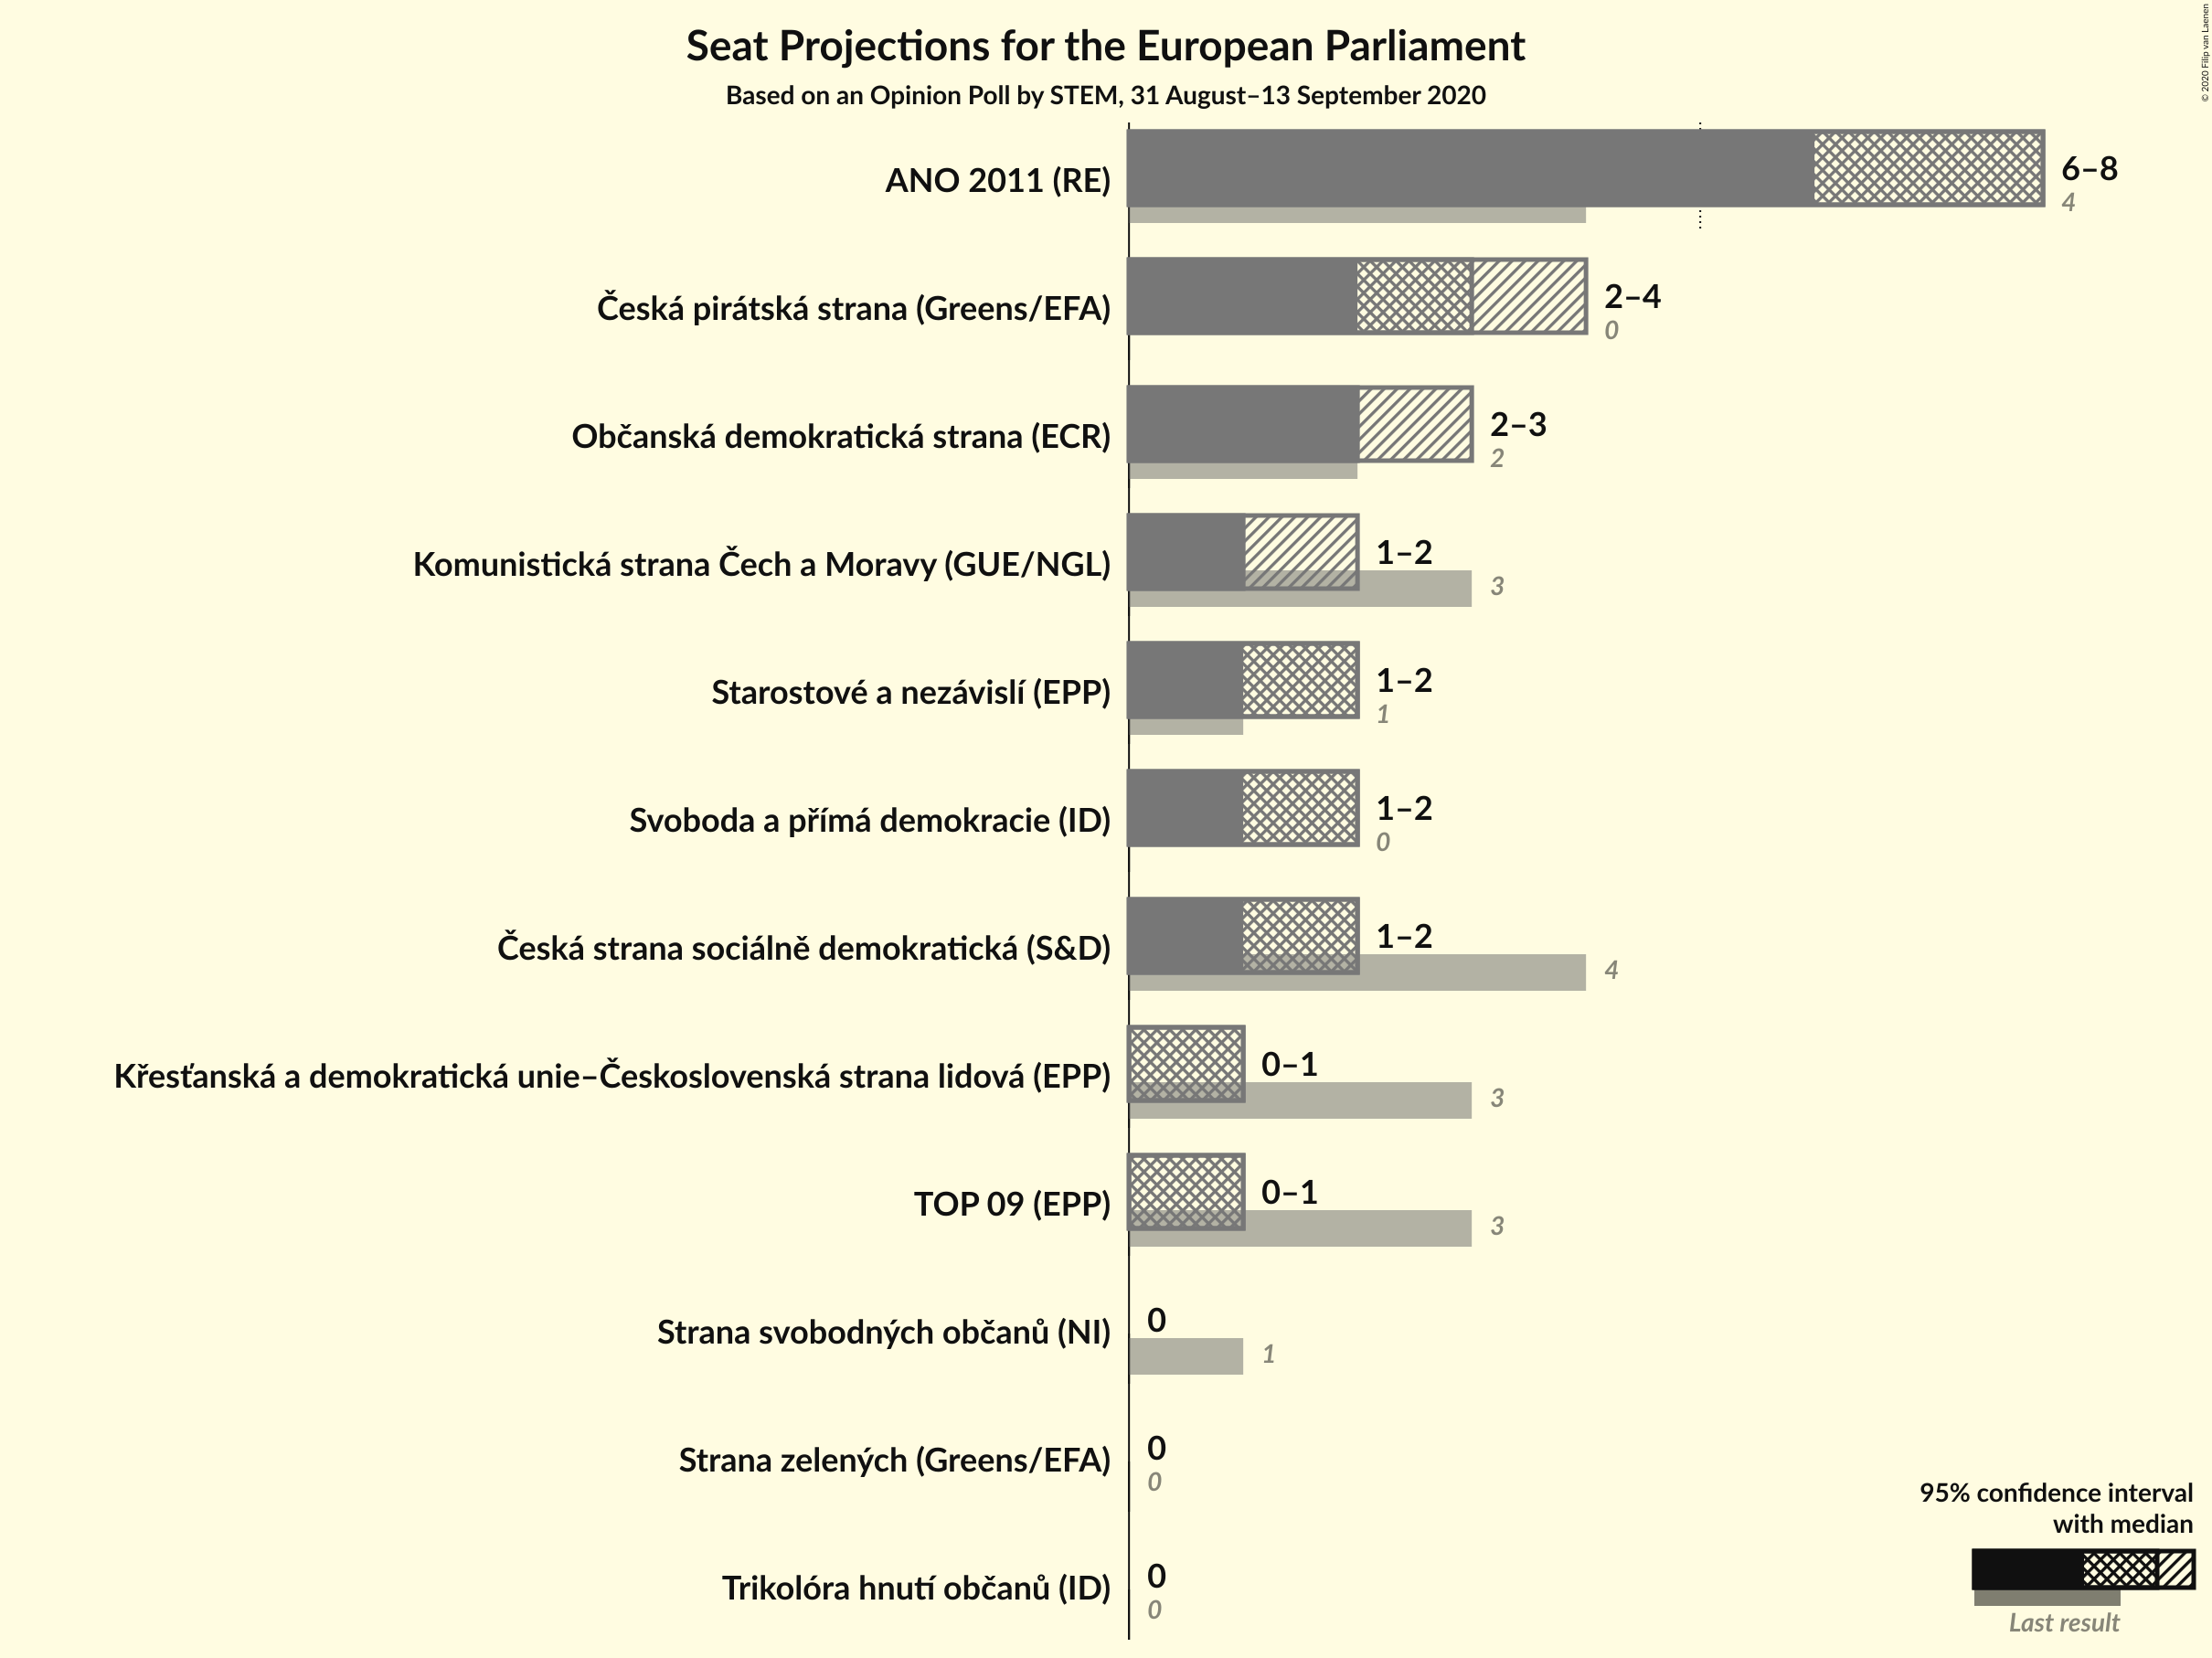 Seat Projections for the European Parliament
Based on an Opinion Poll by STEM, 31 August–13 September 2020
© 2020 Filip van Laenen
ANO 2011 (RE)
6–8
4
Česká pirátská strana (Greens/EFA)
2–4
0
Občanská demokratická strana (ECR)
2–3
2
Komunistická strana Čech a Moravy (GUE/NGL)
1–2
3
Starostové a nezávislí (EPP)
1–2
1
Svoboda a přímá demokracie (ID)
1–2
0
Česká strana sociálně demokratická (S&D)
1–2
4
Křesťanská a demokratická unie–Československá strana lidová (EPP)
0–1
3
TOP 09 (EPP)
0–1
3
Strana svobodných občanů (NI)
0
1
Strana zelených (Greens/EFA)
0
0
Trikolóra hnutí občanů (ID)
0
0
95% confidence interval
with median
Last result